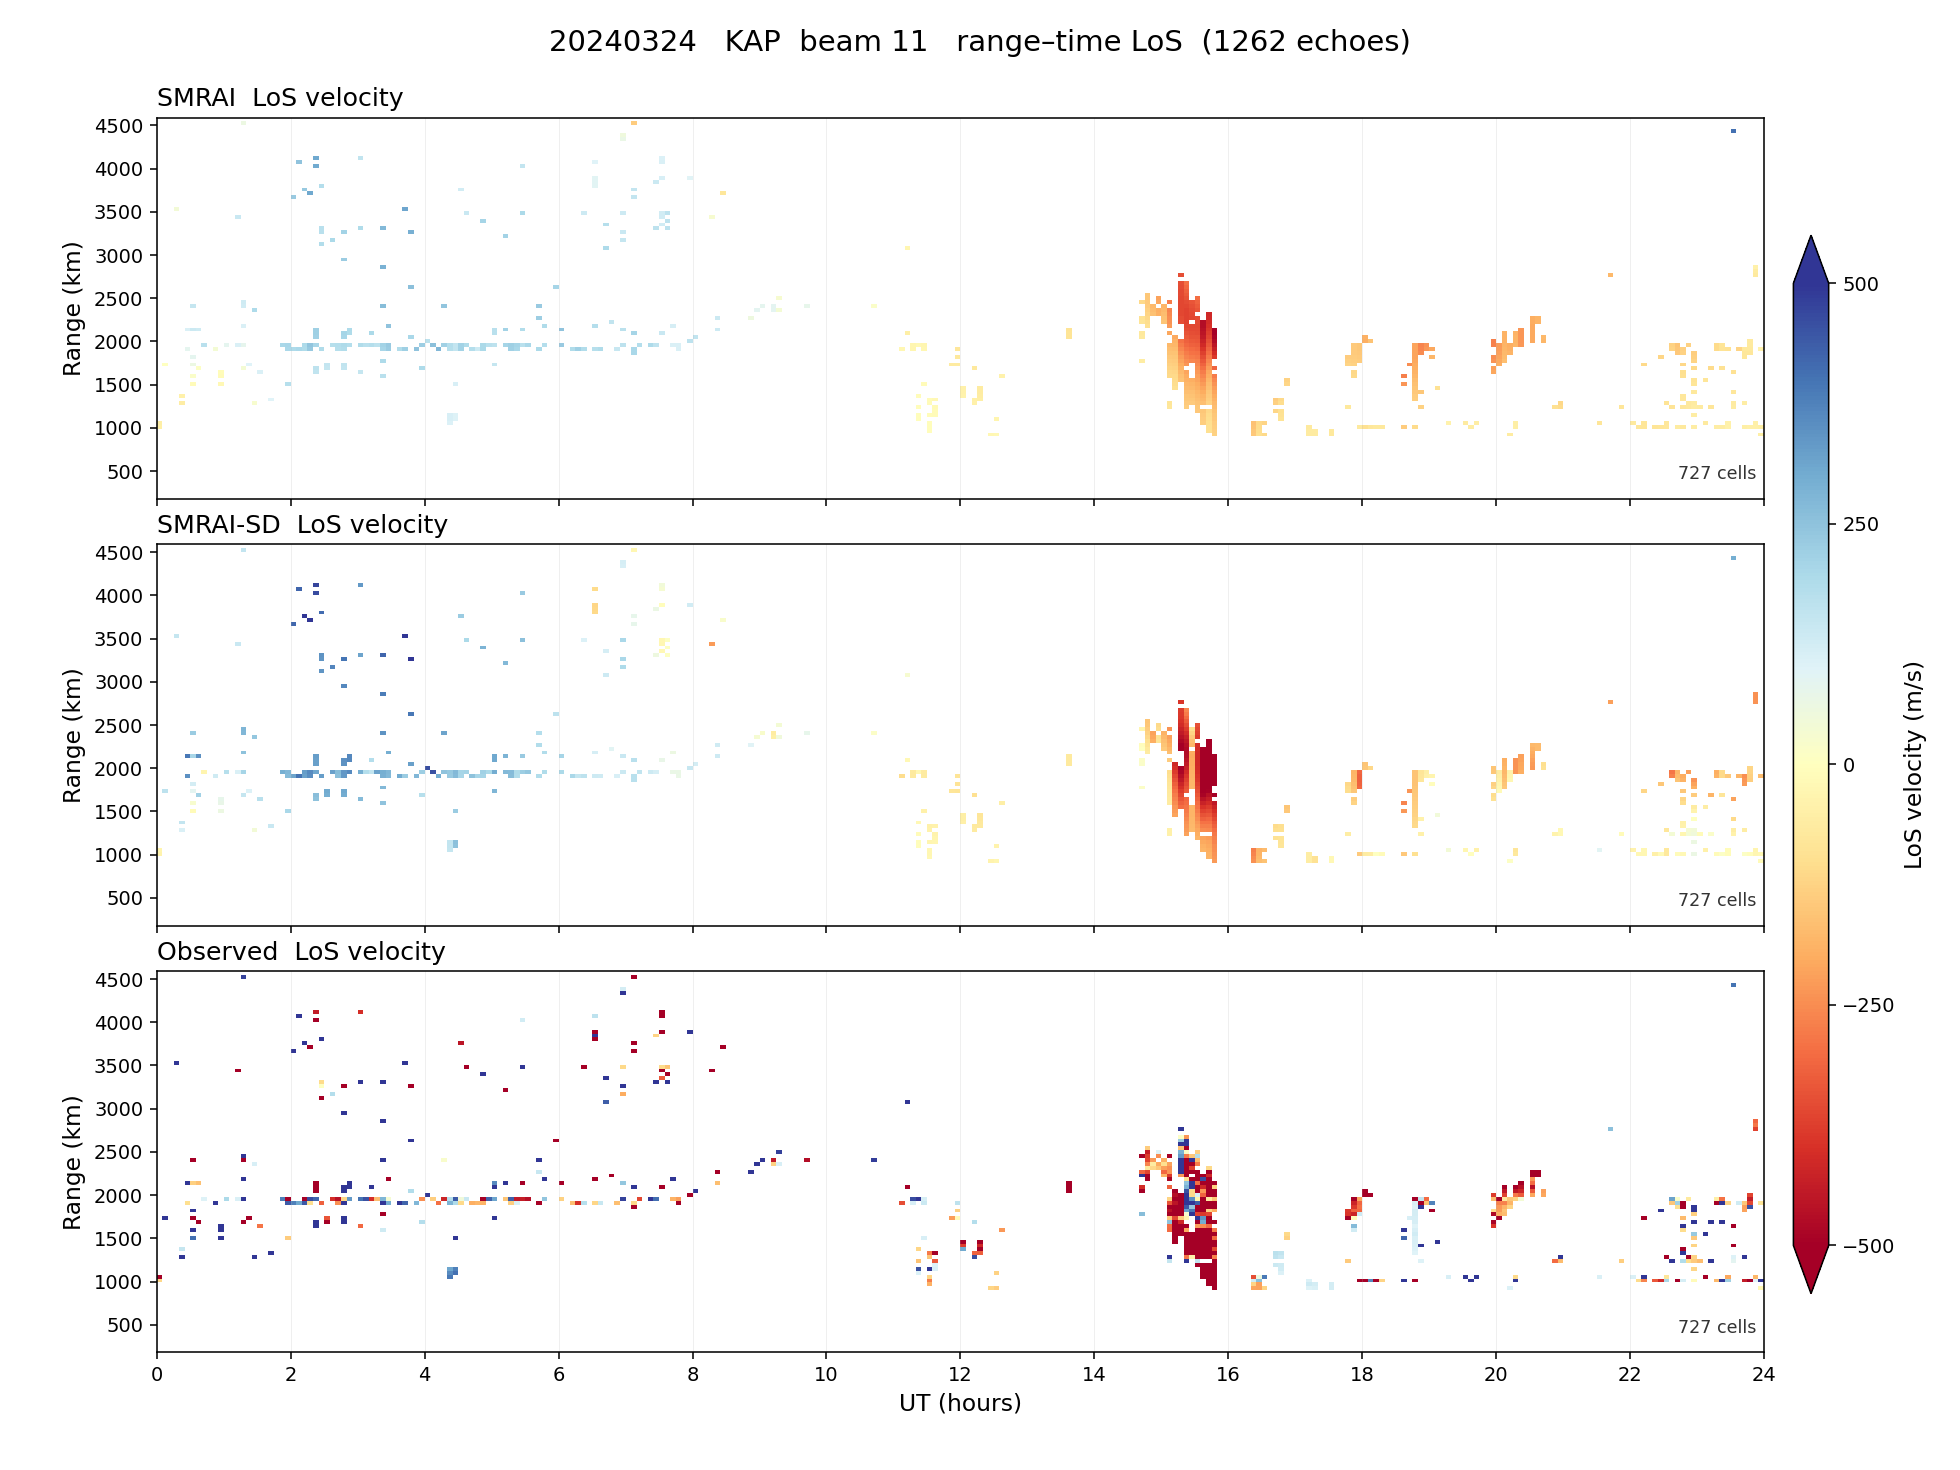 20240324   KAP  beam 11   range–time LoS  (1262 echoes)
SMRAI  LoS velocity
4500
4000
3500
3000
2500
2000
1500
1000
500
Range (km)
727 cells
SMRAI-SD  LoS velocity
4500
4000
3500
3000
2500
2000
1500
1000
500
Range (km)
727 cells
Observed  LoS velocity
4500
4000
3500
3000
2500
2000
1500
1000
500
Range (km)
727 cells
0 2 4 6 8 10 12 14 16 18 20 22 24
UT (hours)
500
250
0
−250
−500
LoS velocity (m/s)